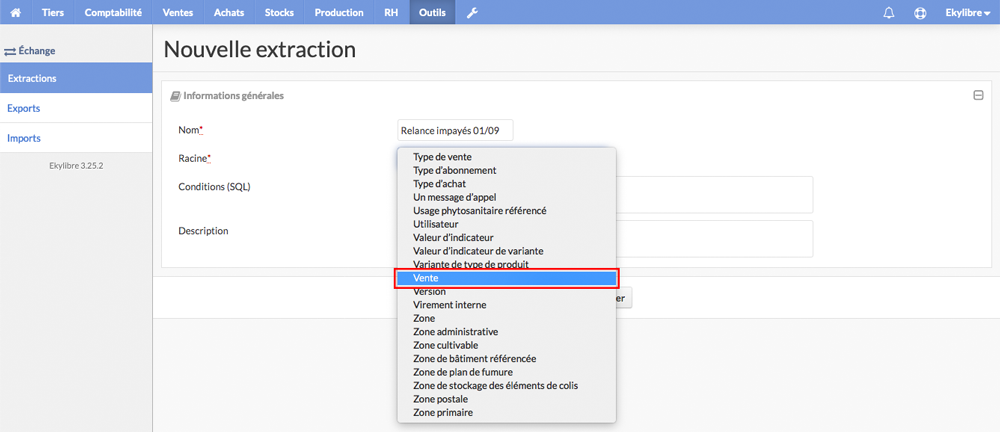 Tiers Comptabilité Ventes Achats Stocks Production RH Outils Ekylibre
Échange
Extractions
Exports
Imports
Ekylibre 3.25.2
Nouvelle extraction
Informations générales
Nom*
Relance impayés 01/09
Racine*
Conditions (SQL)
Description
Type de vente
Type d'abonnement
Type d'achat
Un message d'appel
Usage phytosanitaire référencé
Utilisateur
Valeur d'indicateur
Valeur d'indicateur de variante
Variante de type de produit
Vente
Version
Virement interne
Zone
Zone administrative
Zone cultivable
Zone de bâtiment référencée
Zone de plan de fumure
Zone de stockage des éléments de colis
Zone postale
Zone primaire